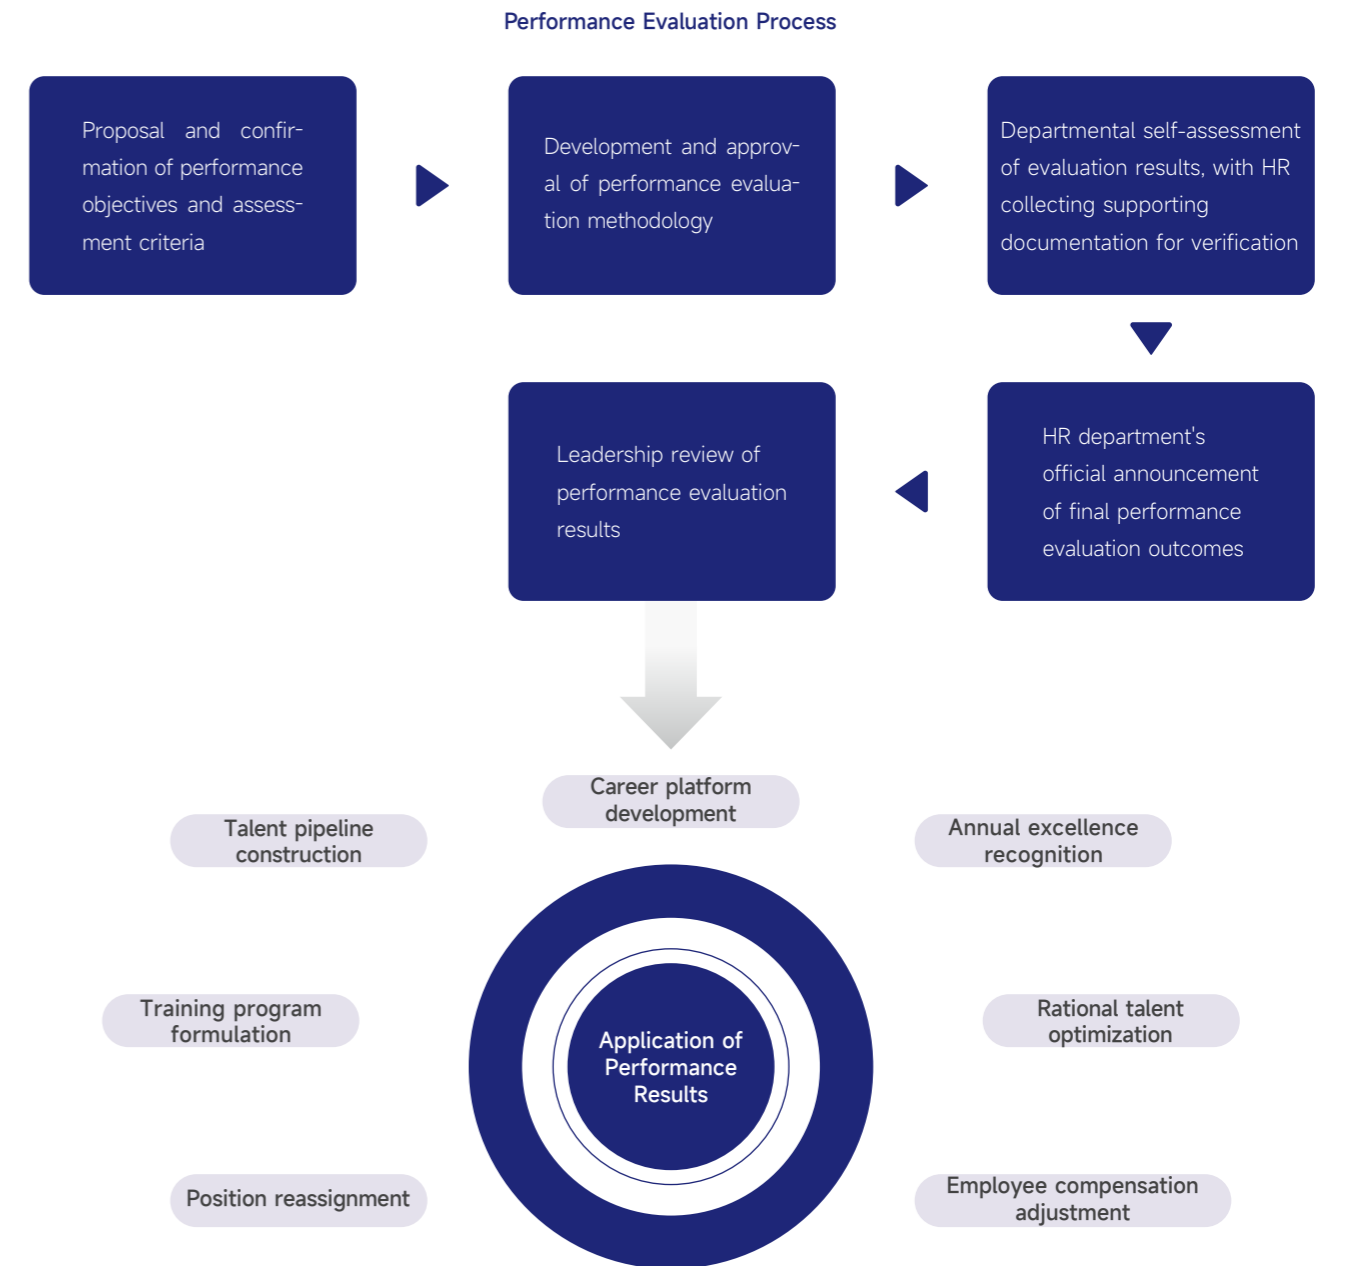 Performance Evaluation Process
Proposal and confir-
mation of performance
objectives and assess-
ment criteria
Development and approv-
al of performance evalua-
tion methodology
Departmental self-assessment
of evaluation results, with HR
collecting supporting
documentation for verification
HR department's
official announcement
of final performance
evaluation outcomes
Leadership review of
performance evaluation
results
Career platform
development
Talent pipeline
construction
Annual excellence
recognition
Training program
formulation
Rational talent
optimization
Application of
Performance
Results
Position reassignment
Employee compensation
adjustment